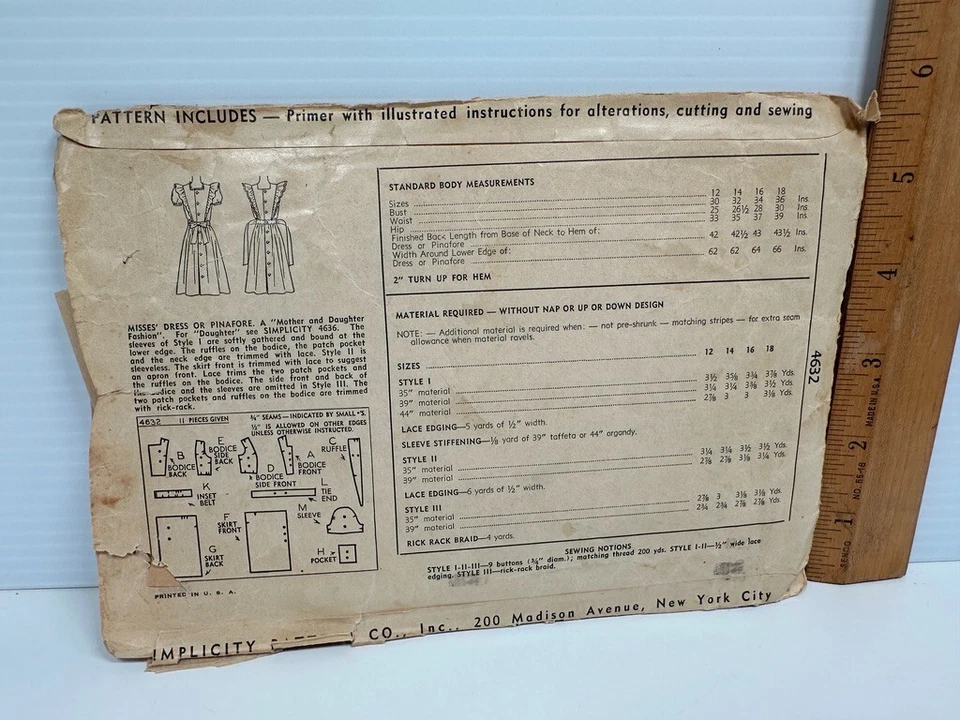 PATTERN INCLUDES — Primer with illustrated instructions for alterations, cutting and sewing
MISSES' DRESS OR PINAFORE. A "Mother and Daughter
Fashion". For "Daughter" see SIMPLICITY 4636. The
sleeves of Style I are softly gathered and bound at the
lower edge. The ruffles on the bodice, the patch pocket
and the neck edge are trimmed with lace. Style II is
sleeveless. The skirt front is trimmed with lace to suggest
an apron front. Lace trims the two patch pockets and
the ruffles on the bodice. The side front and back of
the bodice and the sleeves are omitted in Style III. The
two patch pockets and ruffles on the bodice are trimmed
with rick-rack.
4632 11 PIECES GIVEN
¾" SEAMS—INDICATED BY SMALL •'S.
½" IS ALLOWED ON OTHER EDGES
UNLESS OTHERWISE INSTRUCTED.
B
BODICE
BACK
E
BODICE
SIDE
BACK
D
BODICE
SIDE FRONT
A
BODICE
FRONT
C
RUFFLE
K
INSET
BELT
L
TIE
END
M
SLEEVE
F
SKIRT
FRONT
G
SKIRT
BACK
H
POCKET
PRINTED IN U. S. A.
STANDARD BODY MEASUREMENTS
Sizes 12 14 16 18
Bust 30 32 34 36 Ins.
Waist 25 26½ 28 30 Ins.
Hip 33 35 37 39 Ins.
Finished Back Length from Base of Neck to Hem of:
Dress or Pinafore 42 42½ 43 43½ Ins.
Width Around Lower Edge of:
Dress or Pinafore 62 62 64 66 Ins.
2" TURN UP FOR HEM
MATERIAL REQUIRED — WITHOUT NAP OR UP OR DOWN DESIGN
NOTE: — Additional material is required when: — not pre-shrunk — matching stripes — for extra seam
allowance when material ravels.
SIZES 12 14 16 18
STYLE I
35" material 3½ 3⅝ 3¾ 3⅞ Yds.
39" material 3¼ 3¼ 3⅜ 3½ Yds.
44" material 2⅞ 3 3 3⅛ Yds.
LACE EDGING—5 yards of ½" width.
SLEEVE STIFFENING—⅛ yard of 39" taffeta or 44" organdy.
STYLE II
35" material 3¼ 3¼ 3½ 3½ Yds.
39" material 2⅞ 2⅞ 3⅛ 3¼ Yds.
LACE EDGING—6 yards of ½" width.
STYLE III
35" material 2⅞ 3 3⅛ 3⅛ Yds.
39" material 2¾ 2¾ 2⅞ 2⅞ Yds.
RICK RACK BRAID—4 yards.
SEWING NOTIONS
STYLE I-II-III—9 buttons (¾" diam.); matching thread 200 yds. STYLE I-II—½" wide lace
edging. STYLE III—rick-rack braid.
4632
IMPLICITY CO., Inc., 200 Madison Avenue, New York City
6
5
4
3
2
1
MADE IN U.S.A.
SENCO